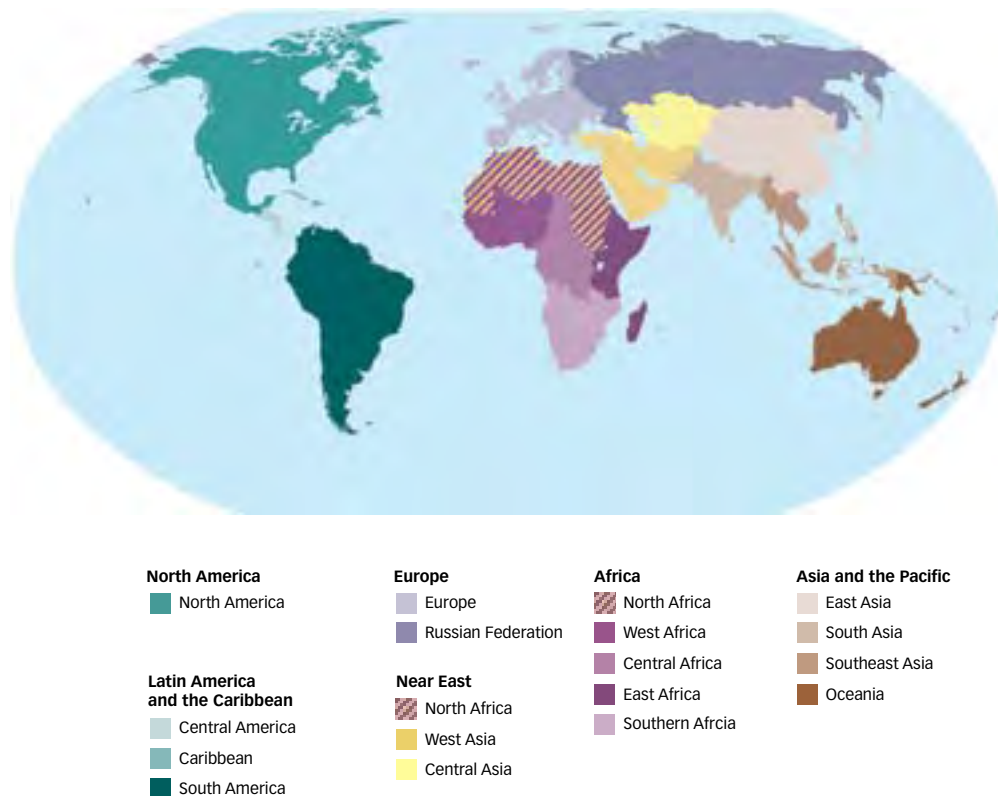 North America
North America
Latin America
and the Caribbean
Central America
Caribbean
South America
Europe
Europe
Russian Federation
Near East
North Africa
West Asia
Central Asia
Africa
North Africa
West Africa
Central Africa
East Africa
Southern Afrcia
Asia and the Pacific
East Asia
South Asia
Southeast Asia
Oceania